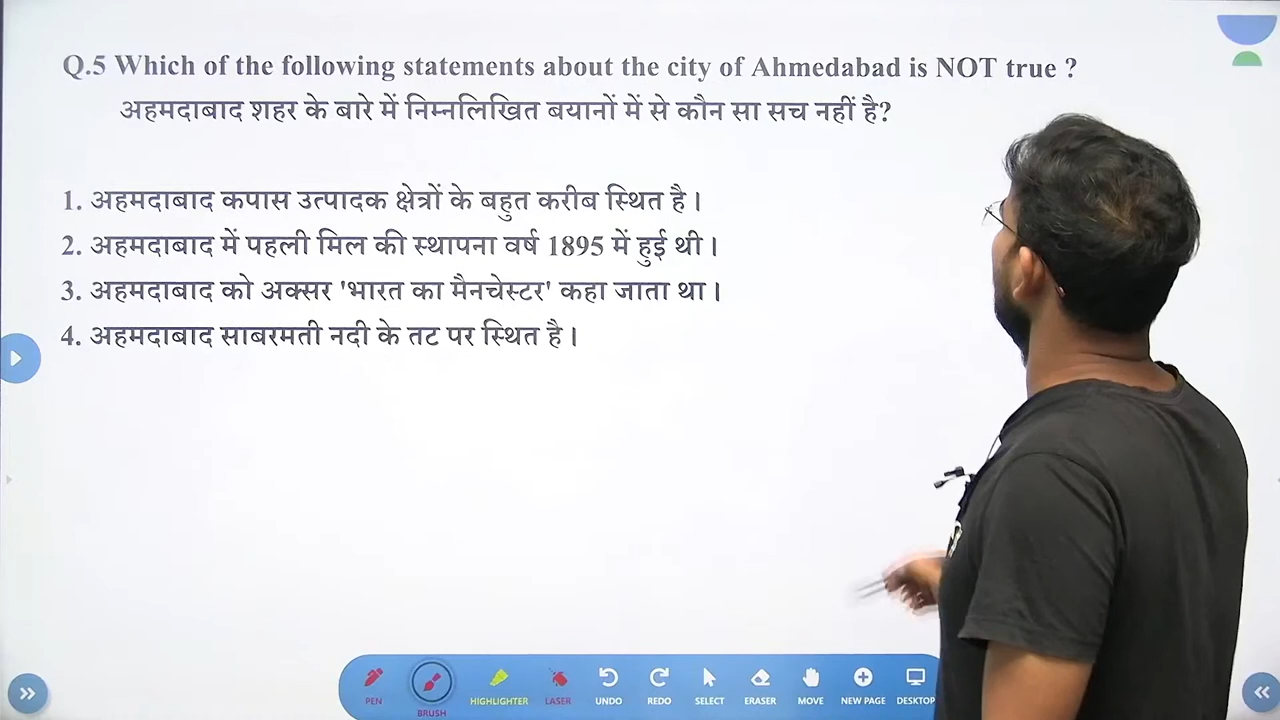 Q.5 Which of the following statements about the city of Ahmedabad is NOT true ?
अहमदाबाद शहर के बारे में निम्नलिखित बयानों में से कौन सा सच नहीं है?
1. अहमदाबाद कपास उत्पादक क्षेत्रों के बहुत करीब स्थित है।
2. अहमदाबाद में पहली मिल की स्थापना वर्ष 1895 में हुई थी।
3. अहमदाबाद को अक्सर 'भारत का मैनचेस्टर' कहा जाता था।
4. अहमदाबाद साबरमती नदी के तट पर स्थित है।
PEN BRUSH HIGHLIGHTER LASER UNDO REDO SELECT ERASER MOVE NEW PAGE DESKTOP